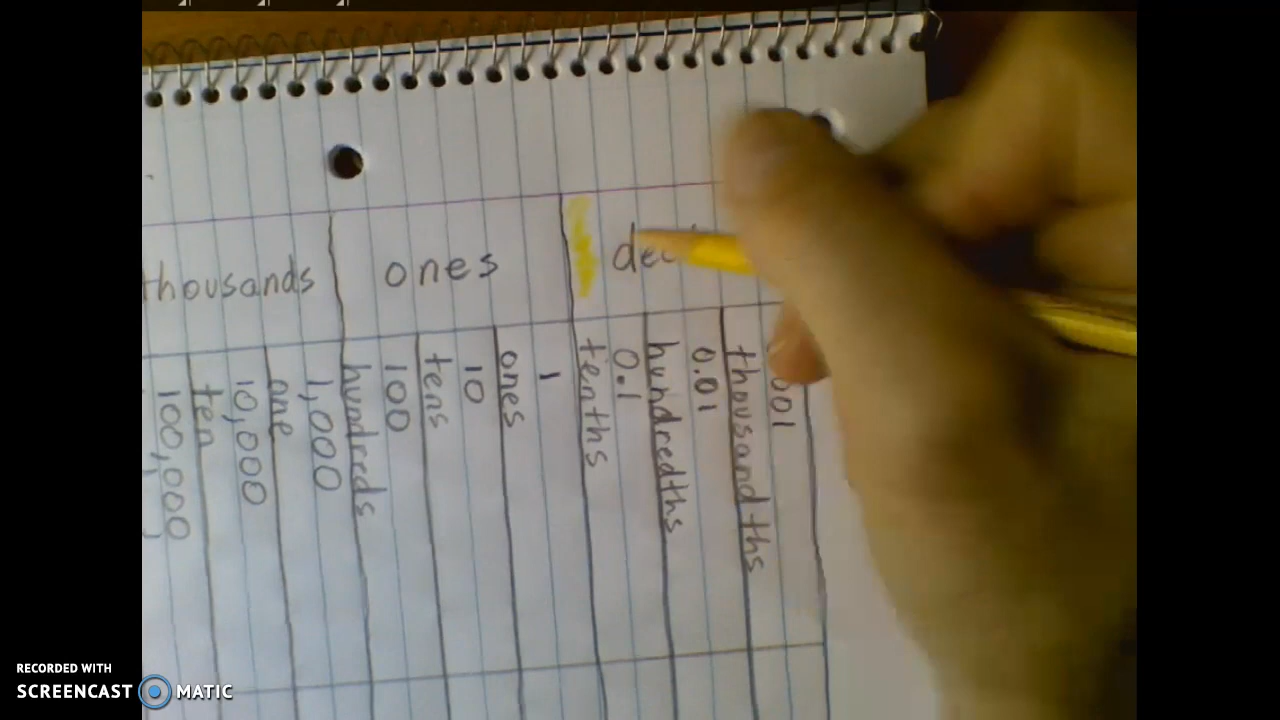 thousands
ones
100,000
ten
10,000
one
1,000
hundreds
100
tens
10
ones
1
tenths
0.1
hundredths
0.01
thousandths
RECORDED WITH
SCREENCAST MATIC